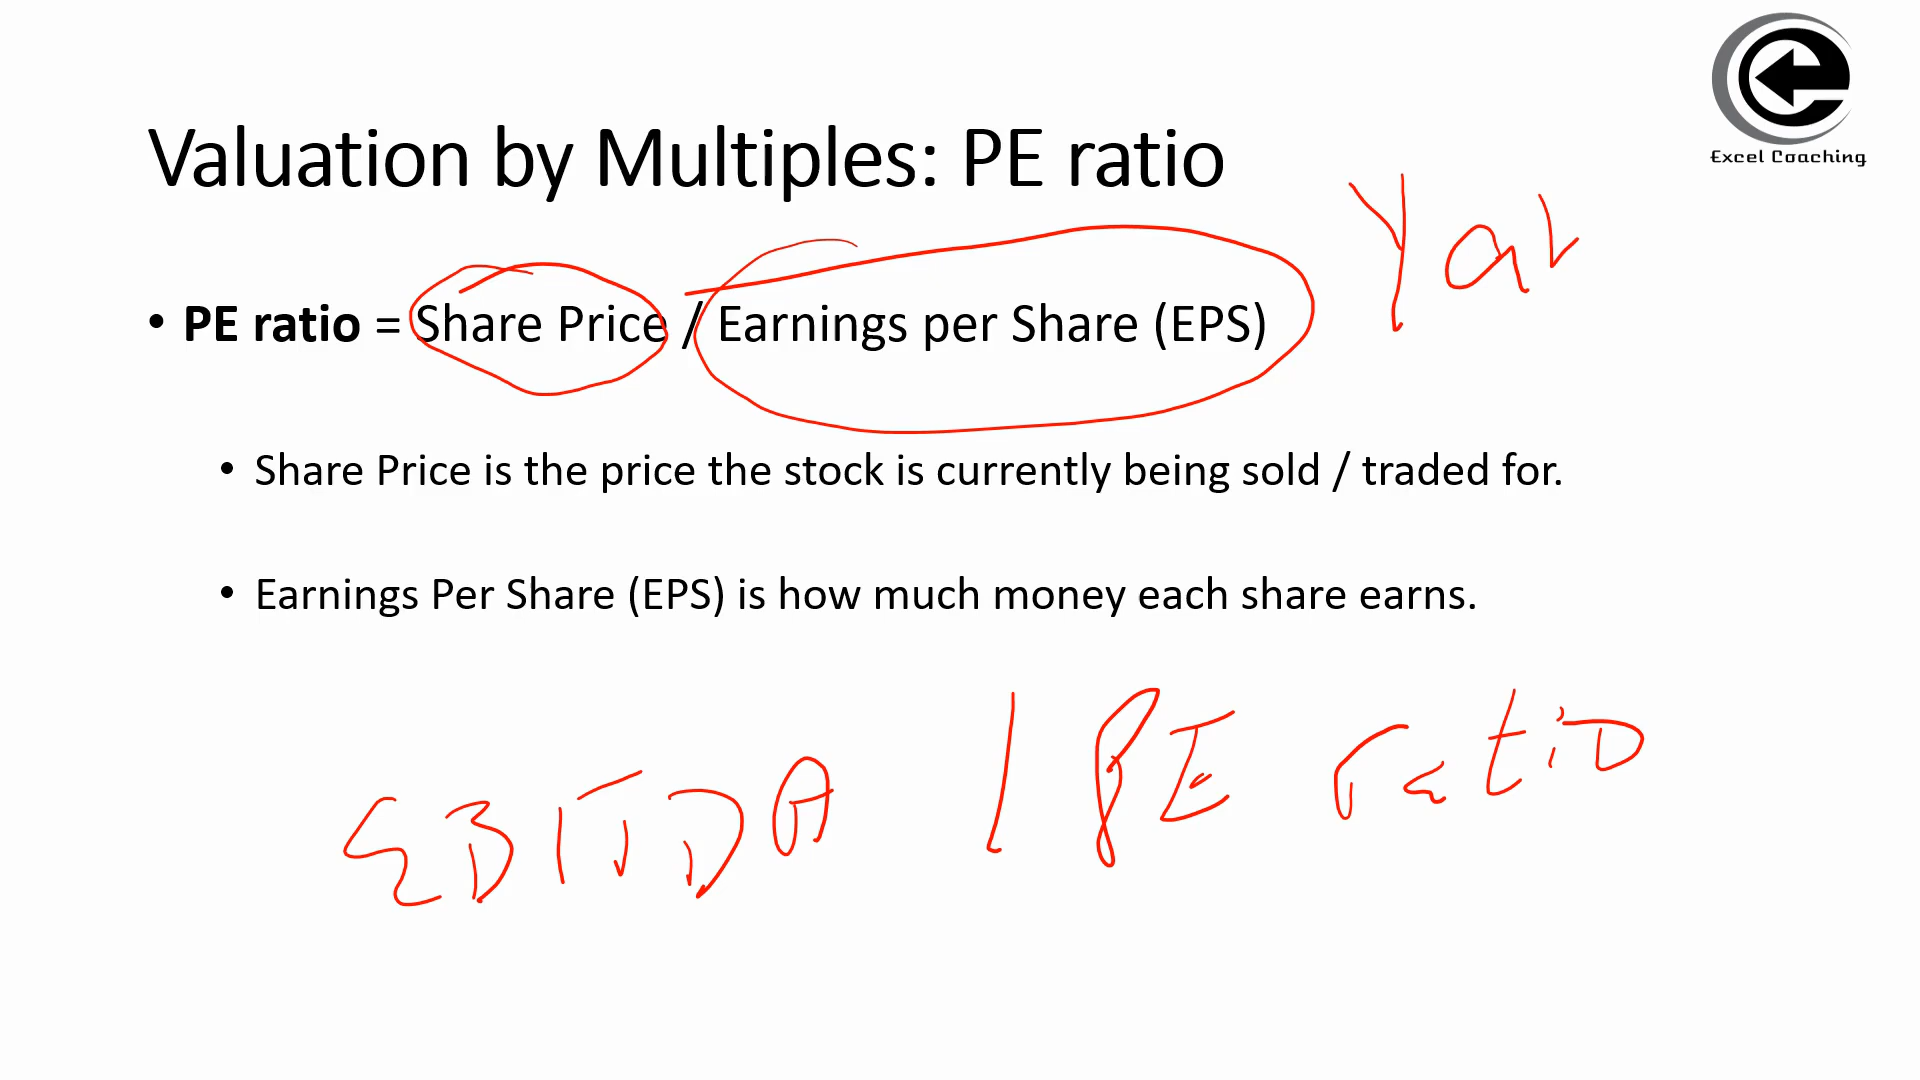 Excel Coaching
Valuation by Multiples: PE ratio
• PE ratio = Share Price / Earnings per Share (EPS)
• Share Price is the price the stock is currently being sold / traded for.
• Earnings Per Share (EPS) is how much money each share earns.
EBITDA / PE ratio